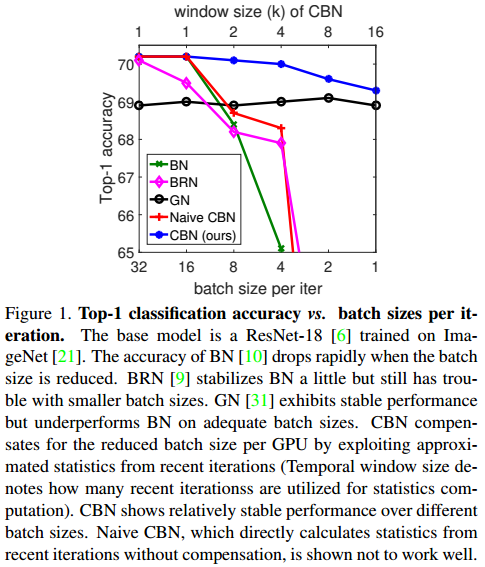 window size (k) of CBN
1 1 2 4 8 16
Top-1 accuracy
70
69
68
67
66
65
BN
BRN
GN
Naive CBN
CBN (ours)
32 16 8 4 2 1
batch size per iter
Figure 1. Top-1 classification accuracy vs. batch sizes per it-
eration. The base model is a ResNet-18 [6] trained on Ima-
geNet [21]. The accuracy of BN [10] drops rapidly when the batch
size is reduced. BRN [9] stabilizes BN a little but still has trou-
ble with smaller batch sizes. GN [31] exhibits stable performance
but underperforms BN on adequate batch sizes. CBN compen-
sates for the reduced batch size per GPU by exploiting approxi-
mated statistics from recent iterations (Temporal window size de-
notes how many recent iterationss are utilized for statistics com-
putation). CBN shows relatively stable performance over different
batch sizes. Naive CBN, which directly calculates statistics from
recent iterations without compensation, is shown not to work well.